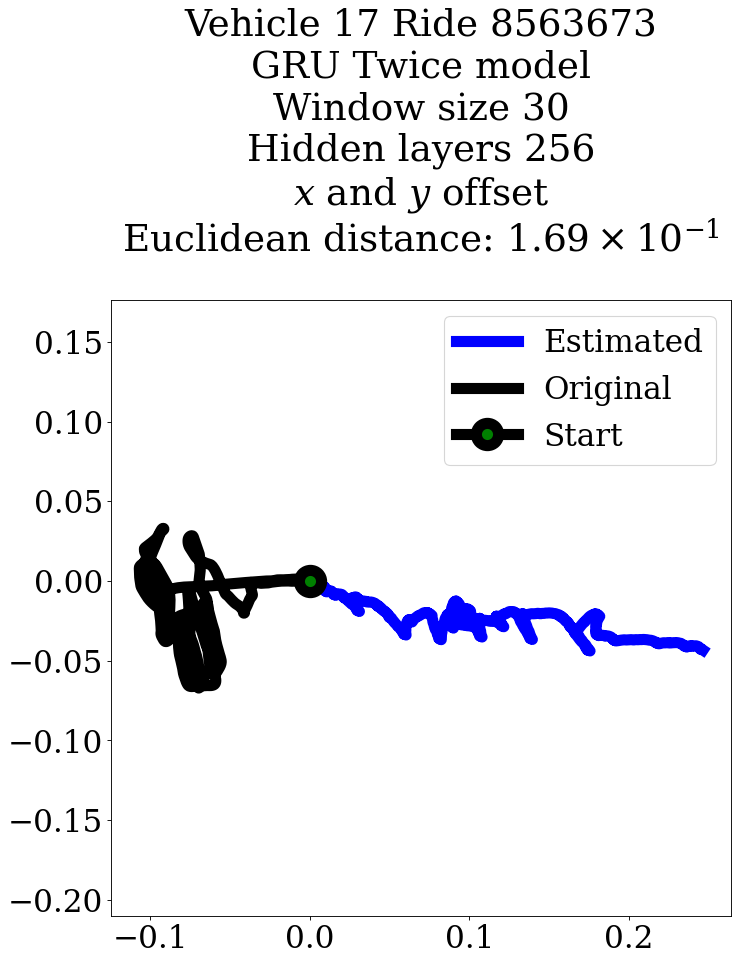 Vehicle 17 Ride 8563673
GRU Twice model
Window size 30
Hidden layers 256
x and y offset
Euclidean distance: 1.69 × 10⁻¹
Estimated
Original
Start
0.15
0.10
0.05
0.00
−0.05
−0.10
−0.15
−0.20
−0.1 0.0 0.1 0.2